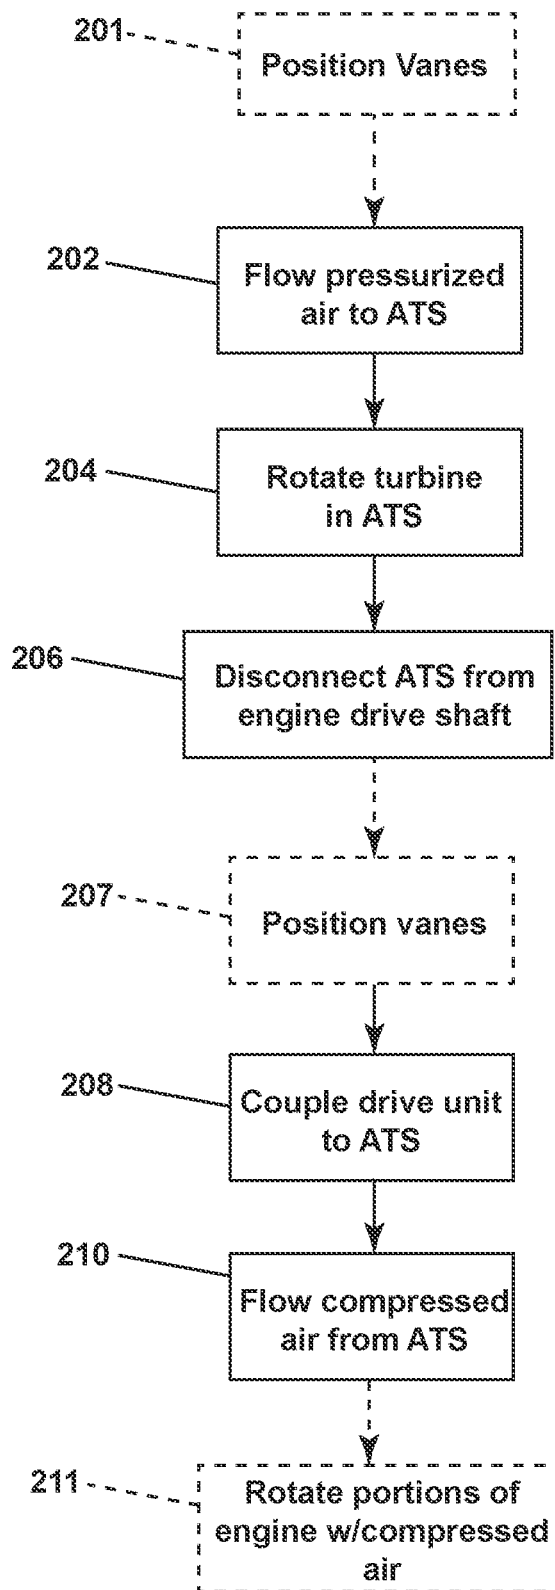 201
Position Vanes
202
Flow pressurized
air to ATS
204
Rotate turbine
in ATS
206
Disconnect ATS from
engine drive shaft
207
Position vanes
208
Couple drive unit
to ATS
210
Flow compressed
air from ATS
211
Rotate portions of
engine w/compressed
air